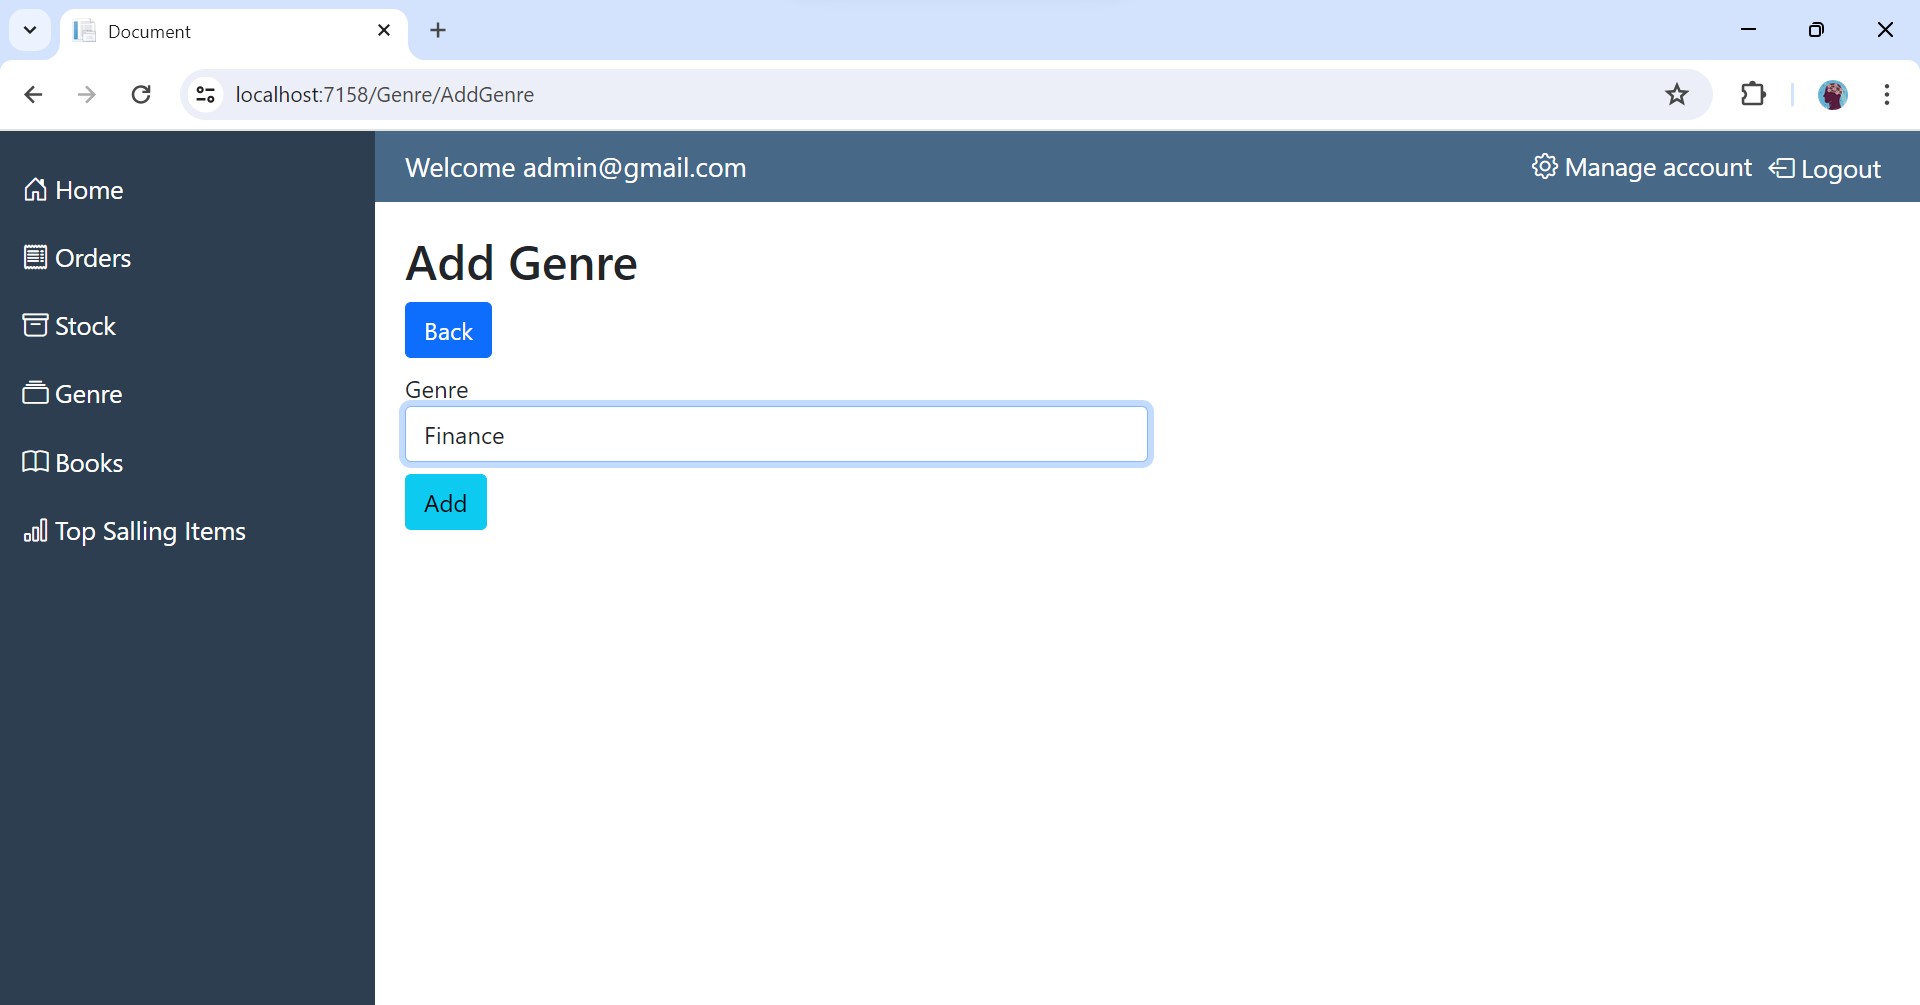 Document
localhost:7158/Genre/AddGenre
Welcome admin@gmail.com
Manage account
Logout
Home
Orders
Stock
Genre
Books
Top Salling Items
Add Genre
Back
Genre
Finance
Add